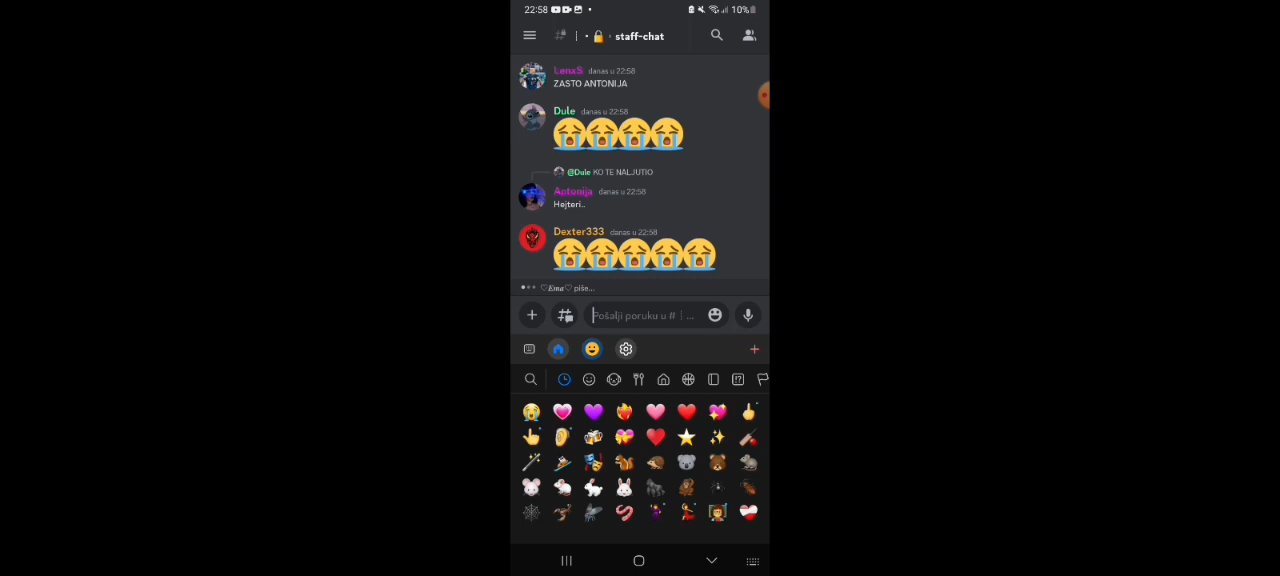 22:58
10%
staff-chat
LenaS danas u 22:58
ZASTO ANTONIJA
Dule danas u 22:58
@Dule KO TE NALJUTIO
Antonija danas u 22:58
Hejteri..
Dexter333 danas u 22:58
♡Ema♡ piše...
Pošalji poruku u # | ...